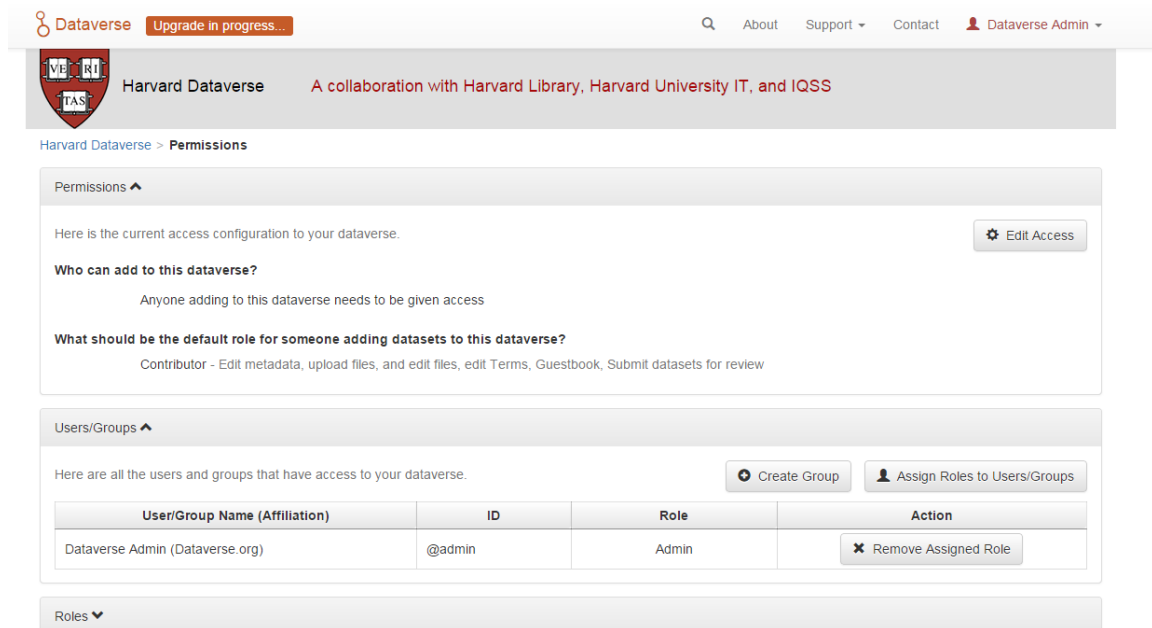 Dataverse Upgrade in progress... About Support Contact Dataverse Admin
VE RI
TAS
Harvard Dataverse A collaboration with Harvard Library, Harvard University IT, and IQSS
Harvard Dataverse > Permissions
Permissions
Here is the current access configuration to your dataverse.
Edit Access
Who can add to this dataverse?
Anyone adding to this dataverse needs to be given access
What should be the default role for someone adding datasets to this dataverse?
Contributor - Edit metadata, upload files, and edit files, edit Terms, Guestbook, Submit datasets for review
Users/Groups
Here are all the users and groups that have access to your dataverse.
Create Group Assign Roles to Users/Groups
User/Group Name (Affiliation) ID Role Action
Dataverse Admin (Dataverse.org) @admin Admin Remove Assigned Role
Roles